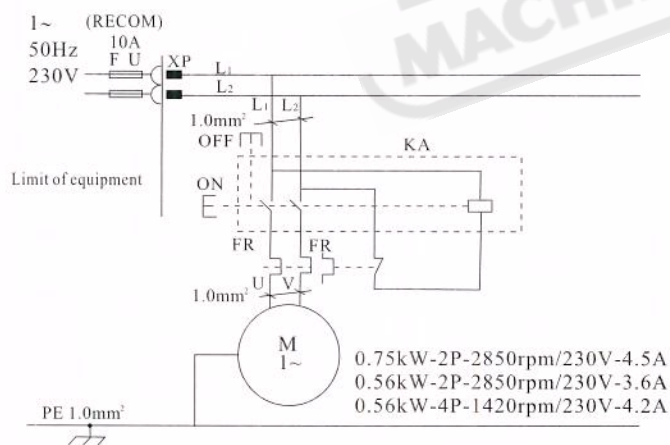 1~ (RECOM)
50Hz 10A
F U XP
230V L₁
L₂
L₁ L₂
1.0mm²
OFF
KA
Limit of equipment
ON
FR FR
U V
1.0mm²
M
1~
0.75kW-2P-2850rpm/230V-4.5A
0.56kW-2P-2850rpm/230V-3.6A
0.56kW-4P-1420rpm/230V-4.2A
PE 1.0mm²
MACHIN